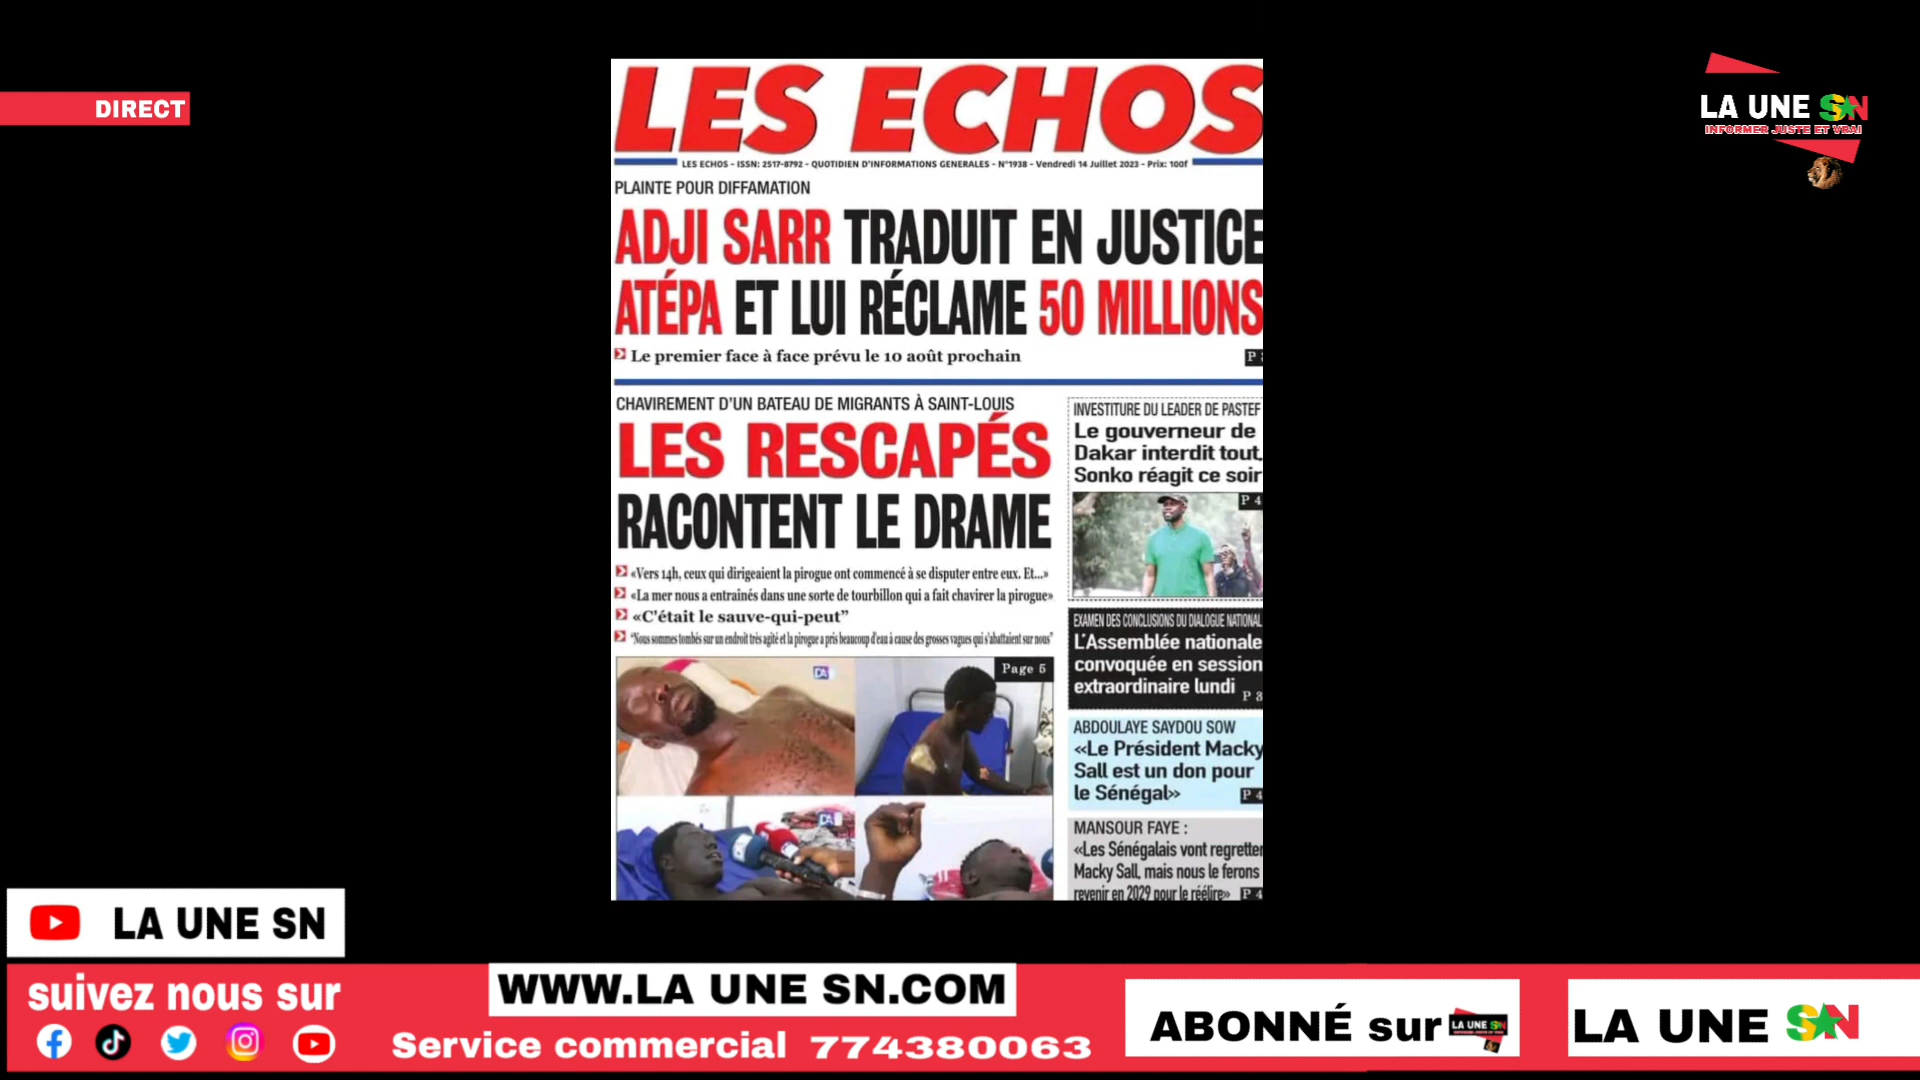 DIRECT
LA UNE SN
INFORMER JUSTE ET VRAI
LES ECHOS
LES ECHOS - ISSN: 2517-8792 - QUOTIDIEN D'INFORMATIONS GENERALES - N°1938 - Vendredi 14 Juillet 2023 - Prix: 100f
PLAINTE POUR DIFFAMATION
ADJI SARR TRADUIT EN JUSTICE
ATÉPA ET LUI RÉCLAME 50 MILLIONS
Le premier face à face prévu le 10 août prochain
P
CHAVIREMENT D'UN BATEAU DE MIGRANTS À SAINT-LOUIS
LES RESCAPÉS
RACONTENT LE DRAME
«Vers 14h, ceux qui dirigeaient la pirogue ont commencé à se disputer entre eux. Et...»
«La mer nous a entraînés dans une sorte de tourbillon qui a fait chavirer la pirogue»
«C'était le sauve-qui-peut"
"Nous sommes tombés sur un endroit très agité et la pirogue a pris beaucoup d'eau à cause des grosses vagues qui s'abattaient sur nous"
Page 5
INVESTITURE DU LEADER DE PASTEF
Le gouverneur de
Dakar interdit tout,
Sonko réagit ce soir
P 4
EXAMEN DES CONCLUSIONS DU DIALOGUE NATIONAL
L'Assemblée nationale
convoquée en session
extraordinaire lundi
P 3
ABDOULAYE SAYDOU SOW
«Le Président Macky
Sall est un don pour
le Sénégal»
P 4
MANSOUR FAYE :
«Les Sénégalais vont regretter
Macky Sall, mais nous le ferons
revenir en 2029 pour le réélire»
P 4
LA UNE SN
suivez nous sur
WWW.LA UNE SN.COM
Service commercial 774380063
ABONNÉ sur
LA UNE SN
LA UNE SN